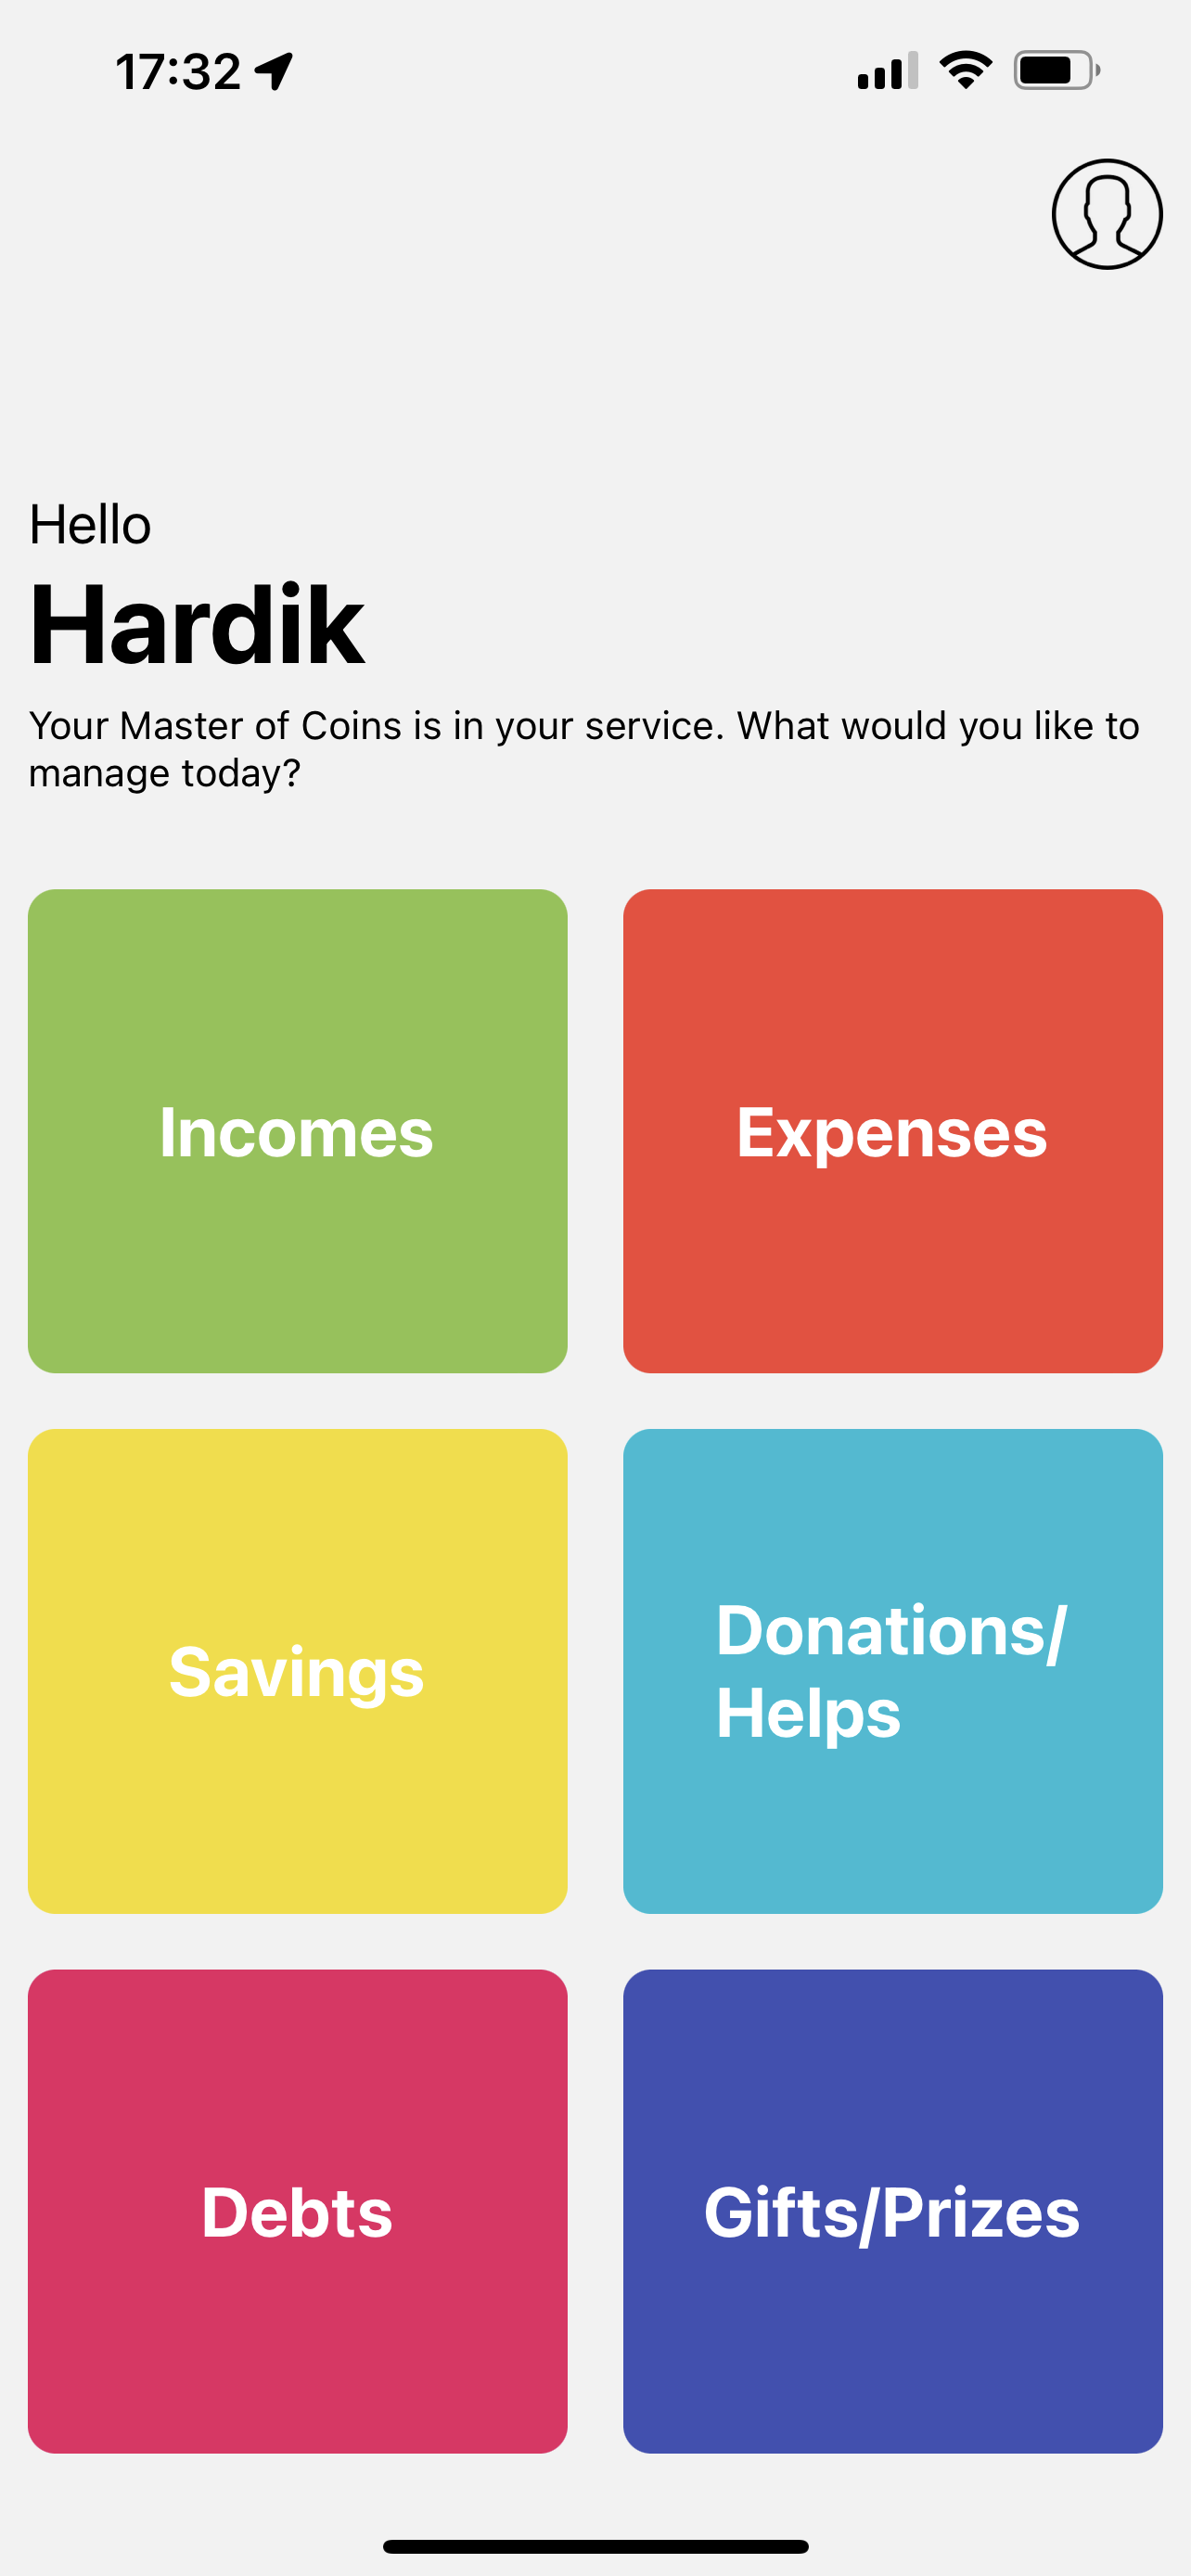 17:32
Hello
Hardik
Your Master of Coins is in your service. What would you like to
manage today?
Incomes
Expenses
Savings
Donations/
Helps
Debts
Gifts/Prizes